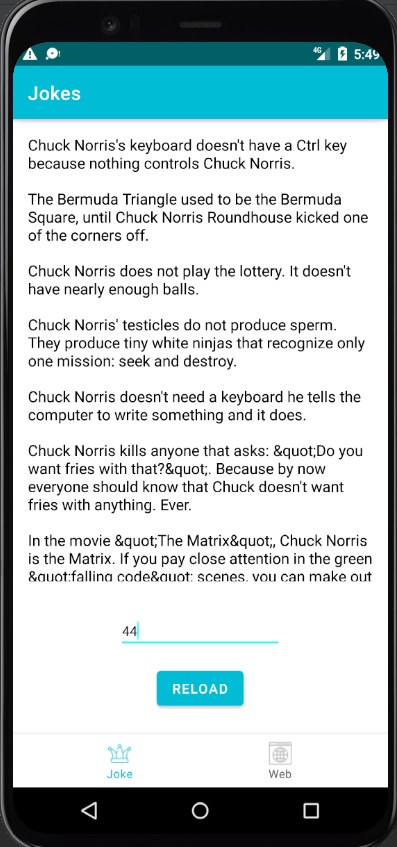 4G 5:49
Jokes
Chuck Norris's keyboard doesn't have a Ctrl key
because nothing controls Chuck Norris.
The Bermuda Triangle used to be the Bermuda
Square, until Chuck Norris Roundhouse kicked one
of the corners off.
Chuck Norris does not play the lottery. It doesn't
have nearly enough balls.
Chuck Norris' testicles do not produce sperm.
They produce tiny white ninjas that recognize only
one mission: seek and destroy.
Chuck Norris doesn't need a keyboard he tells the
computer to write something and it does.
Chuck Norris kills anyone that asks: &quot;Do you
want fries with that?&quot;. Because by now
everyone should know that Chuck doesn't want
fries with anything. Ever.
In the movie &quot;The Matrix&quot;, Chuck Norris
is the Matrix. If you pay close attention in the green
&quot;falling code&quot; scenes, you can make out
44
RELOAD
Joke Web